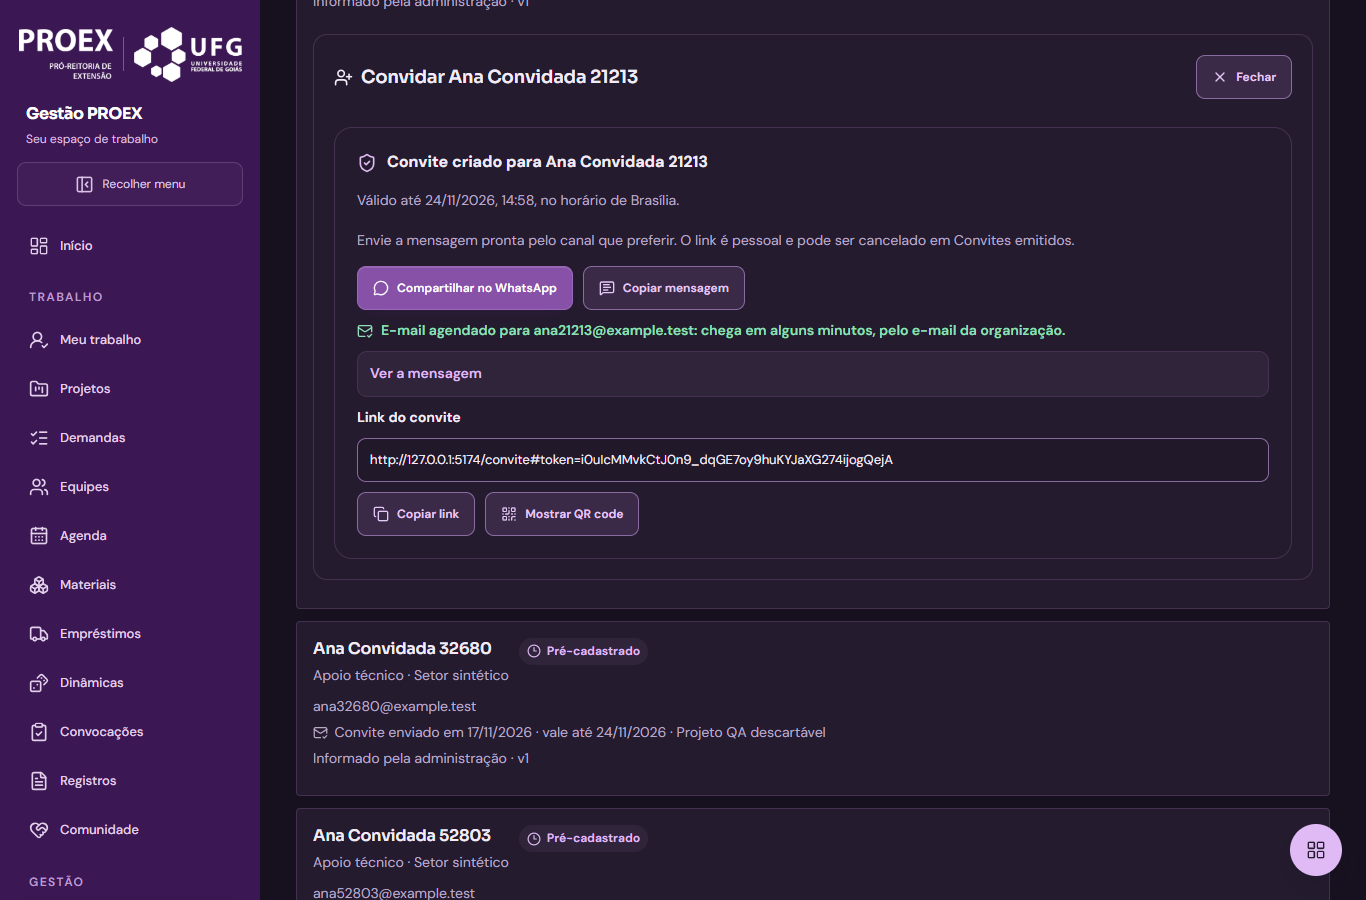 PROEX
PRÓ-REITORIA DE
EXTENSÃO
UFG
UNIVERSIDADE
FEDERAL DE GOIÁS
Gestão PROEX
Seu espaço de trabalho
Recolher menu
Início
TRABALHO
Meu trabalho
Projetos
Demandas
Equipes
Agenda
Materiais
Empréstimos
Dinâmicas
Convocações
Registros
Comunidade
GESTÃO
Informado pela administração · v1
Convidar Ana Convidada 21213
Fechar
Convite criado para Ana Convidada 21213
Válido até 24/11/2026, 14:58, no horário de Brasília.
Envie a mensagem pronta pelo canal que preferir. O link é pessoal e pode ser cancelado em Convites emitidos.
Compartilhar no WhatsApp
Copiar mensagem
E-mail agendado para ana21213@example.test: chega em alguns minutos, pelo e-mail da organização.
Ver a mensagem
Link do convite
http://127.0.0.1:5174/convite#token=i0ulcMMvkCtJ0n9_dqGE7oy9huKYJaXG274ijogQejA
Copiar link
Mostrar QR code
Ana Convidada 32680
Pré-cadastrado
Apoio técnico · Setor sintético
ana32680@example.test
Convite enviado em 17/11/2026 · vale até 24/11/2026 · Projeto QA descartável
Informado pela administração · v1
Ana Convidada 52803
Pré-cadastrado
Apoio técnico · Setor sintético
ana52803@example.test